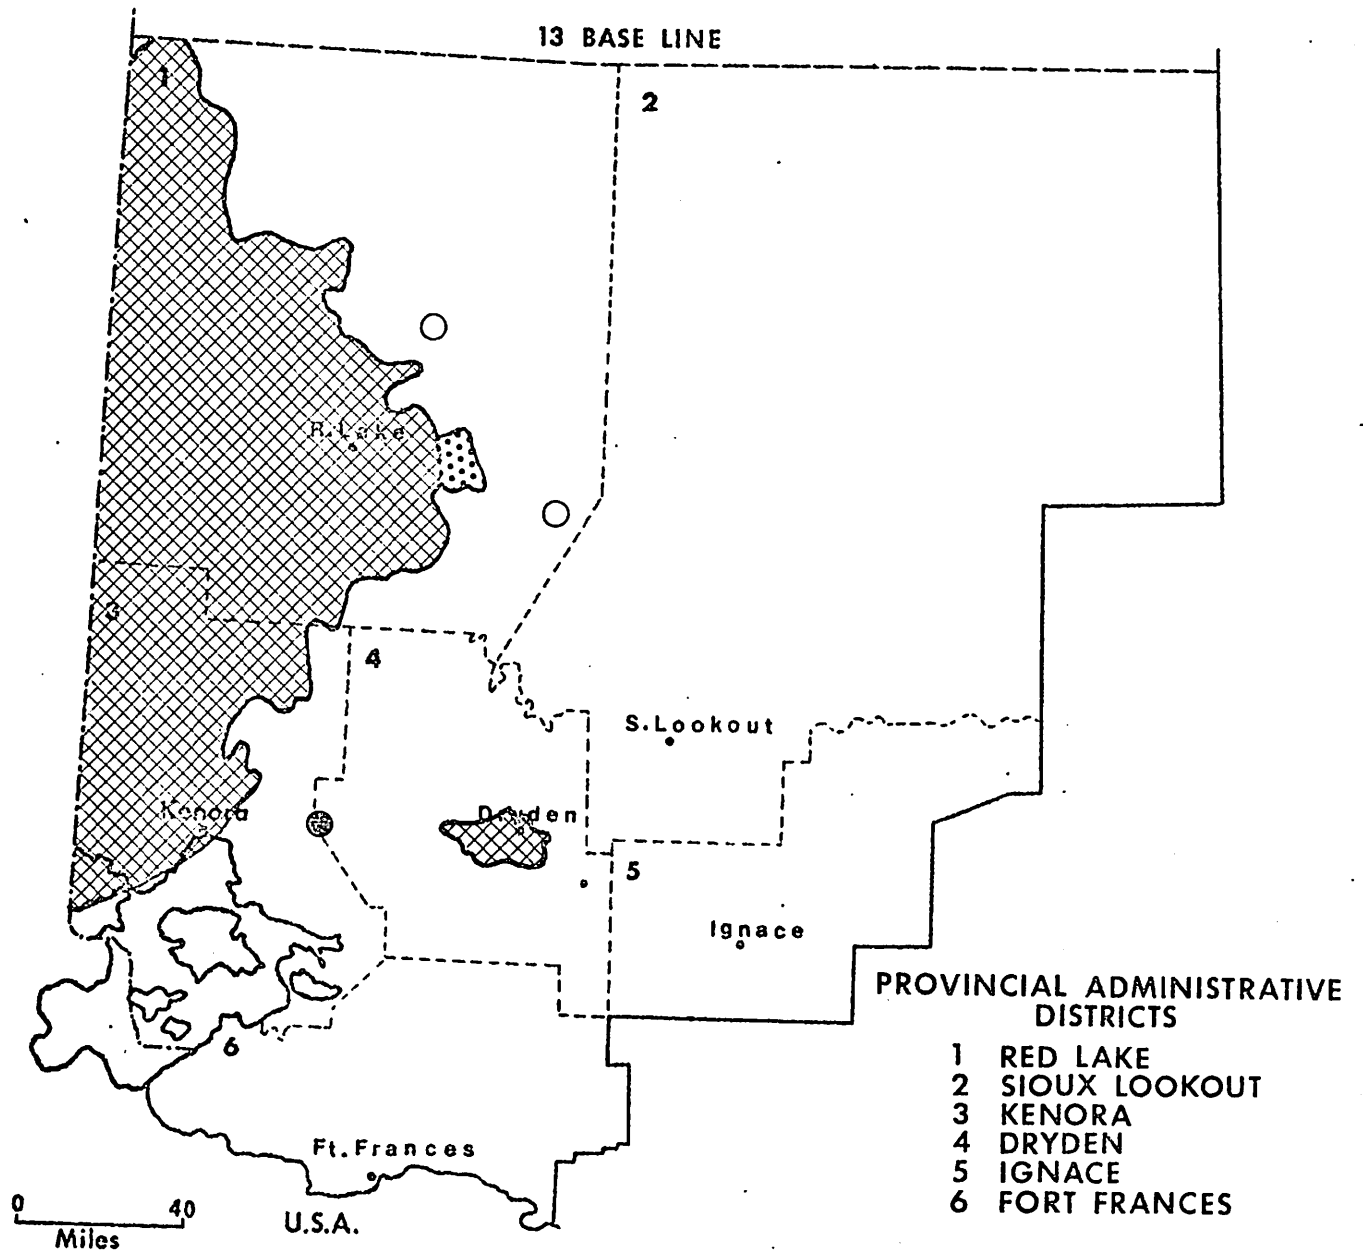 13 BASE LINE
1
2
R.Lake
3
4
S.Lookout
Kenora
Dryden
5
Ignace
6
PROVINCIAL ADMINISTRATIVE
DISTRICTS
1 RED LAKE
2 SIOUX LOOKOUT
3 KENORA
4 DRYDEN
5 IGNACE
6 FORT FRANCES
Ft.Frances
0 40
Miles
U.S.A.